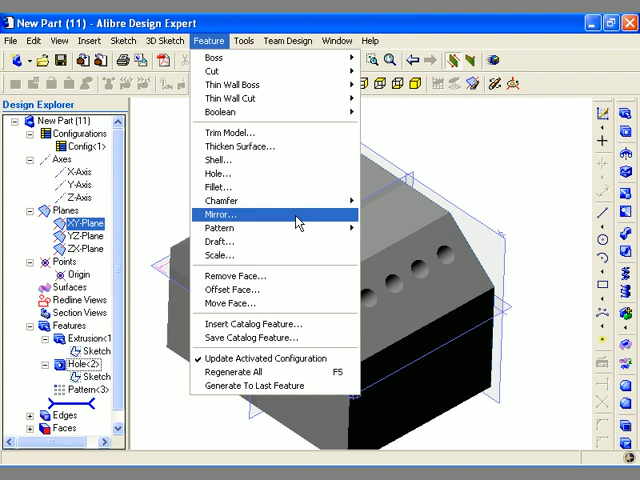 New Part (11) - Alibre Design Expert
File Edit View Insert Sketch 3D Sketch Feature Tools Team Design Window Help
Design Explorer
New Part (11)
Configurations
Config<1>
Axes
X-Axis
Y-Axis
Z-Axis
Planes
XY-Plane
YZ-Plane
ZX-Plane
Points
Origin
Surfaces
Redline Views
Section Views
Features
Extrusion<1
Sketch
Hole<2>
Sketch
Pattern<3>
Edges
Faces
Boss
Cut
Thin Wall Boss
Thin Wall Cut
Boolean
Trim Model...
Thicken Surface...
Shell...
Hole...
Fillet...
Chamfer
Mirror...
Pattern
Draft...
Scale...
Remove Face...
Offset Face...
Move Face...
Insert Catalog Feature...
Save Catalog Feature...
Update Activated Configuration
Regenerate All F5
Generate To Last Feature